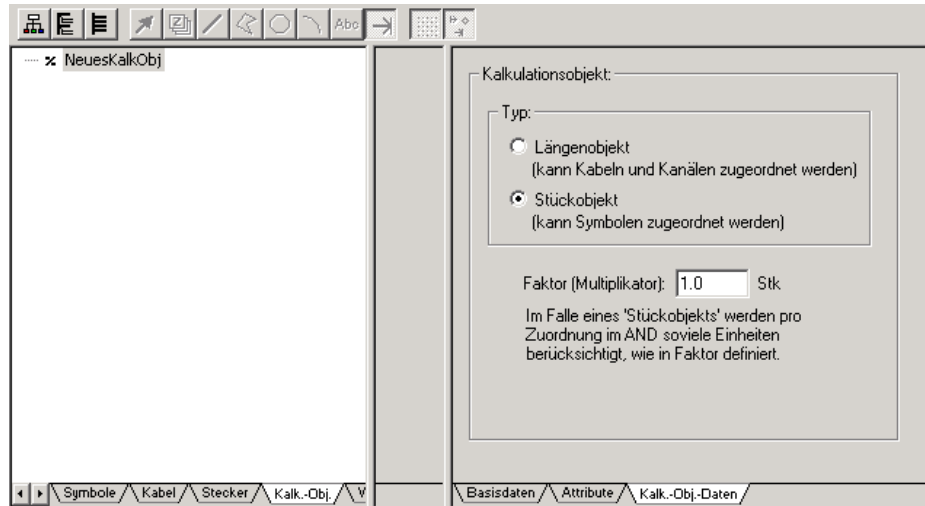 Abc
NeuesKalkObj
Kalkulationsobjekt:
Typ:
Längenobjekt
(kann Kabeln und Kanälen zugeordnet werden)
Stückobjekt
(kann Symbolen zugeordnet werden)
Faktor (Multiplikator): 1.0 Stk
Im Falle eines 'Stückobjekts' werden pro
Zuordnung im AND soviele Einheiten
berücksichtigt, wie in Faktor definiert.
Symbole Kabel Stecker Kalk.-Obj.
Basisdaten Attribute Kalk.-Obj.-Daten